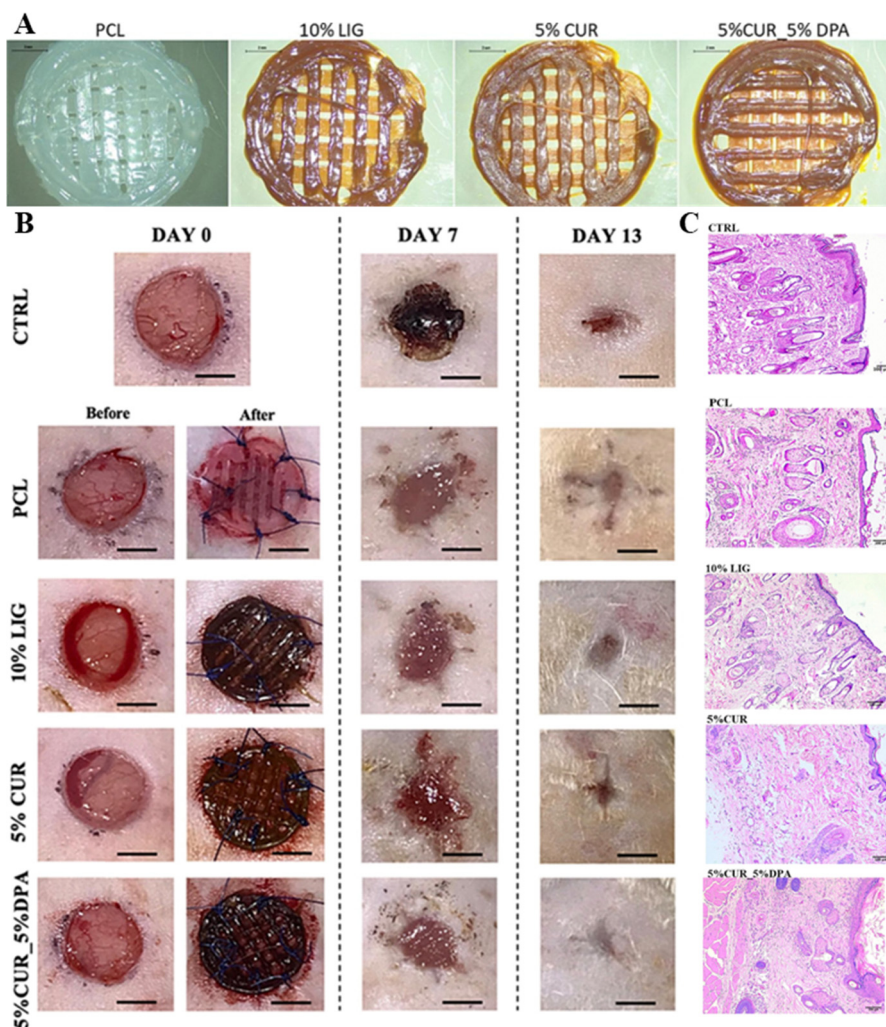 A
PCL
10% LIG
5% CUR
5%CUR_5% DPA
B
DAY 0
DAY 7
DAY 13
C
CTRL
CTRL
Before
After
PCL
PCL
10% LIG
10% LIG
5% CUR
5%CUR
5%CUR_5%DPA
5%CUR_5%DPA